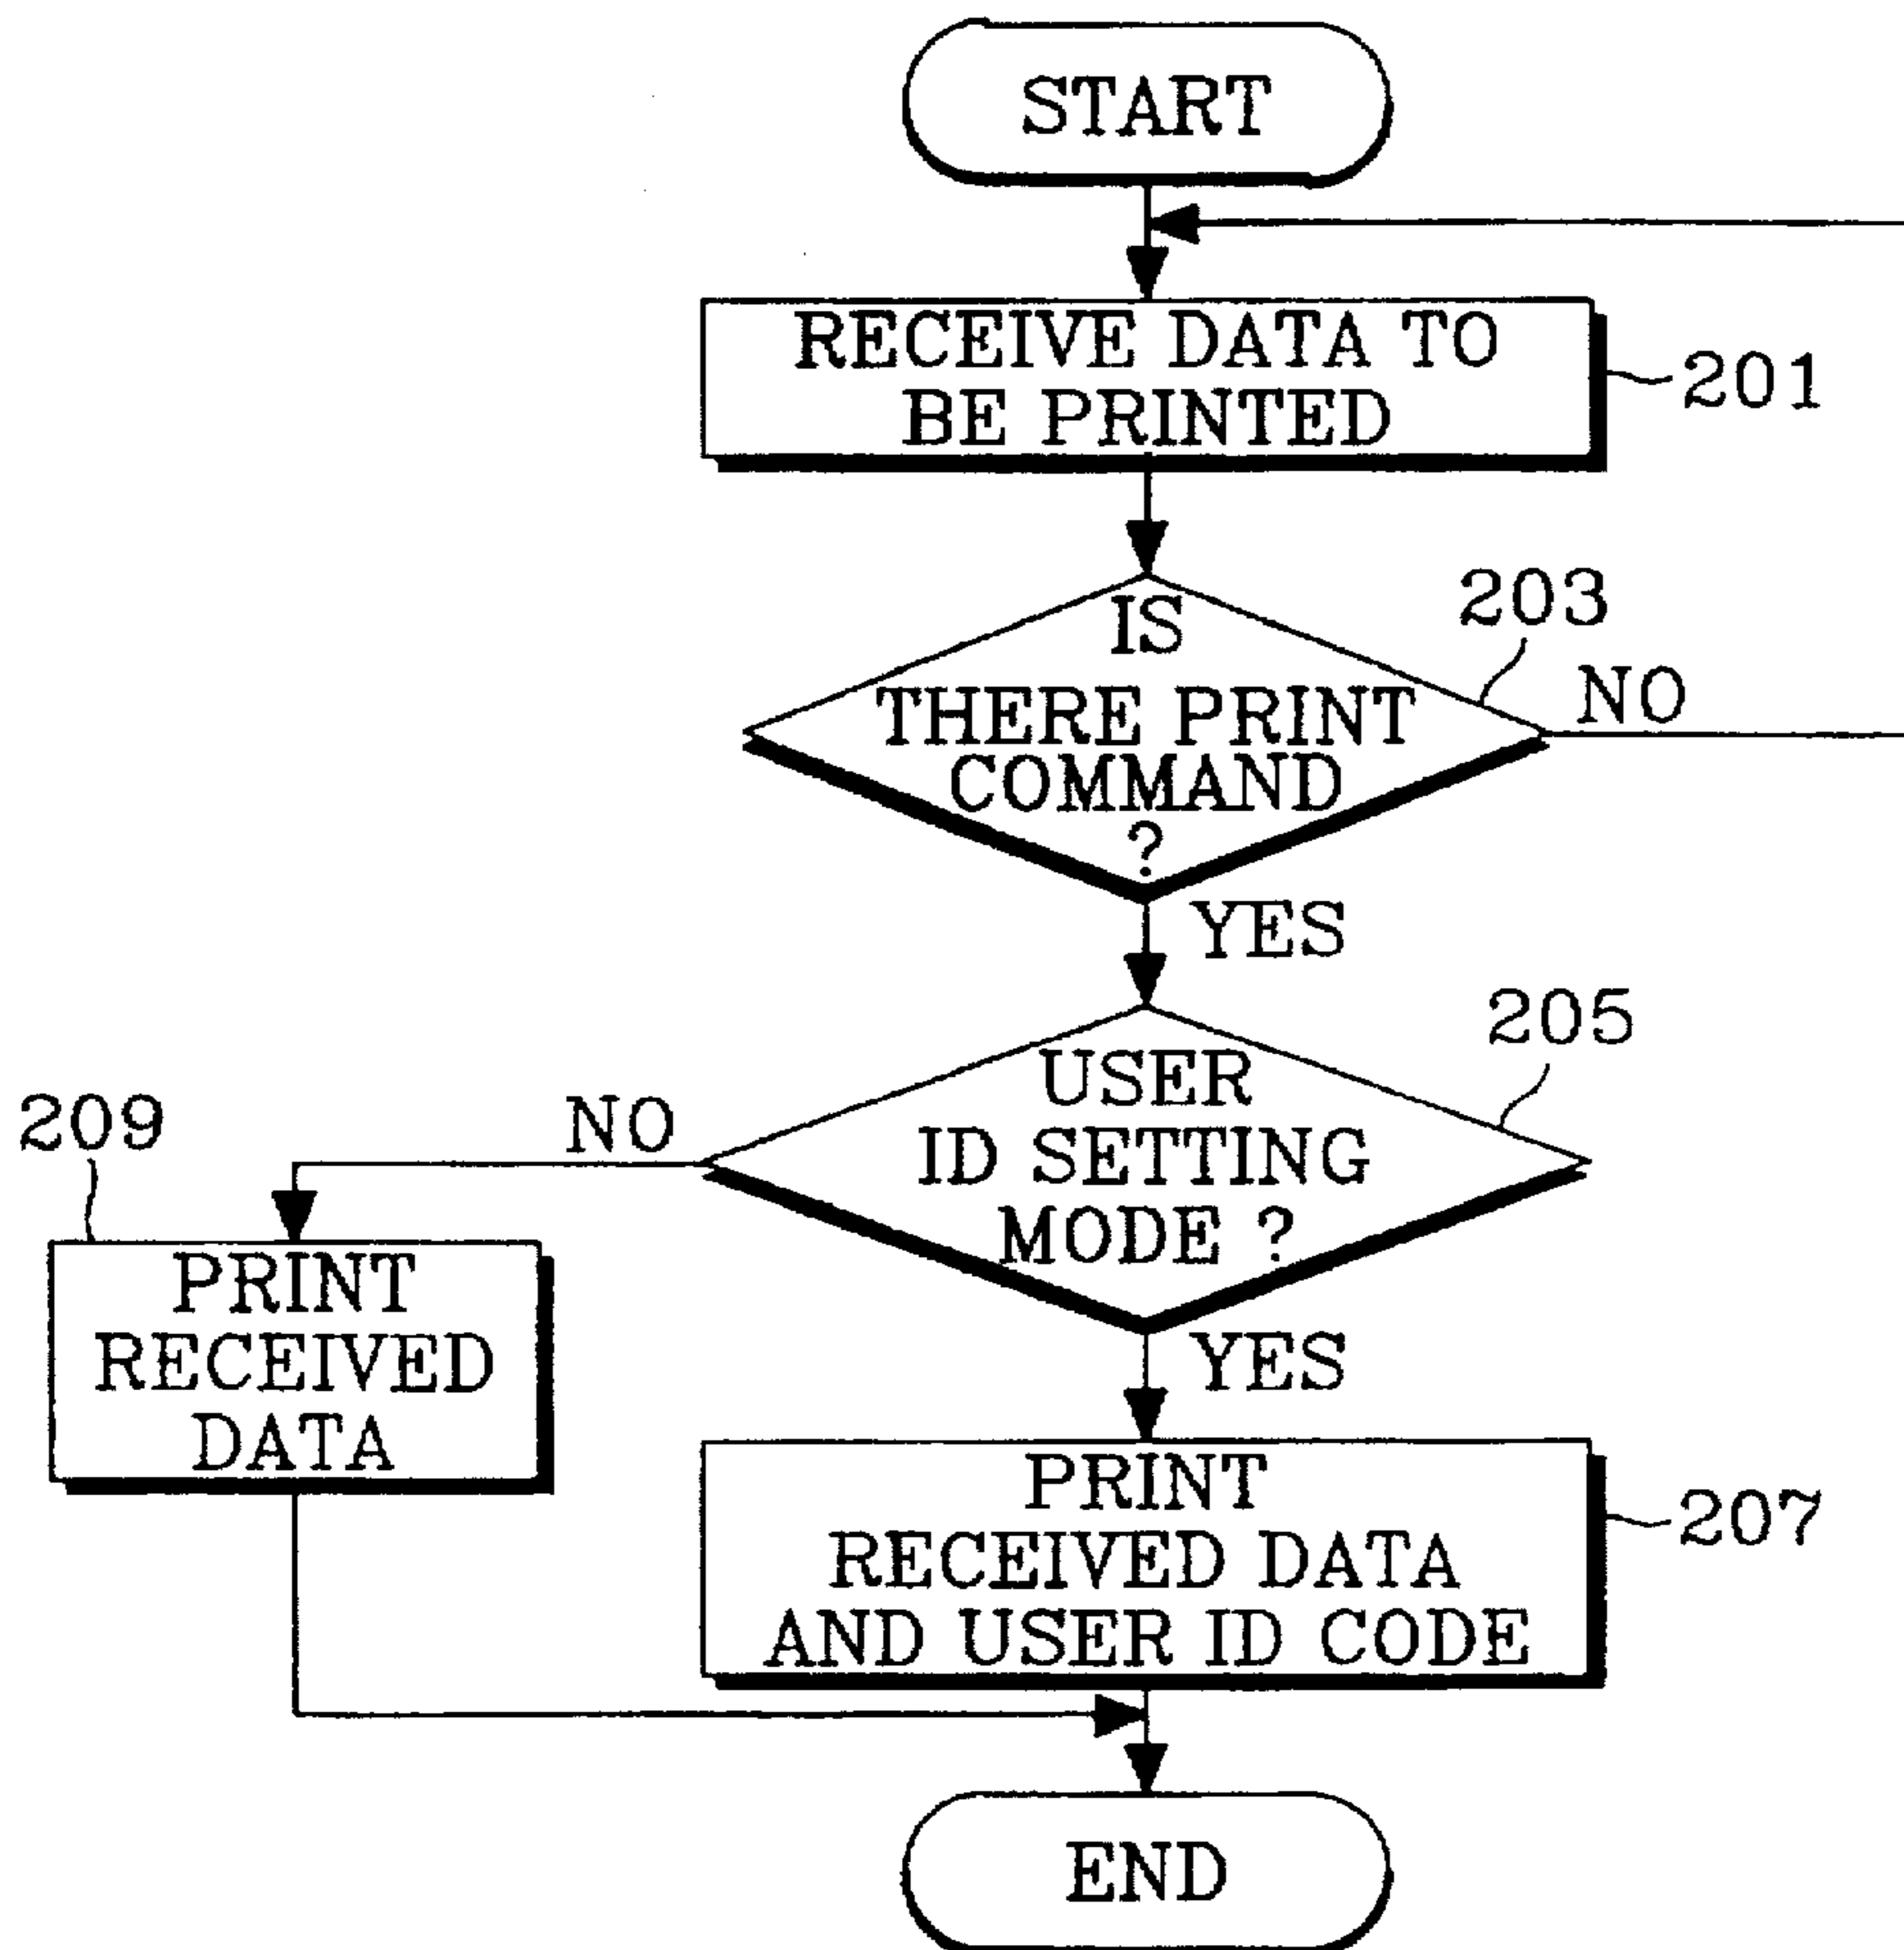 START
RECEIVE DATA TO
BE PRINTED
201
IS
THERE PRINT
COMMAND
?
203
NO
YES
USER
ID SETTING
MODE ?
205
NO
209
PRINT
RECEIVED
DATA
YES
PRINT
RECEIVED DATA
AND USER ID CODE
207
END